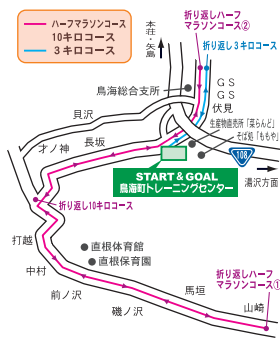 ハーフマラソンコース
10キロコース
3キロコース
本荘・矢島
折り返しハーフ
マラソンコース②
折り返し3キロコース
鳥海総合支所
GS
GS
伏見
貝沢
生産物直売所「菜らんど」
そば処「ももや」
長坂
才ノ神
108
湯沢方面
START & GOAL
鳥海町トレーニングセンター
折り返し10キロコース
打越
直根体育館
直根保育園
中村
前ノ沢
磯ノ沢
馬垣
折り返しハーフ
マラソンコース①
山崎